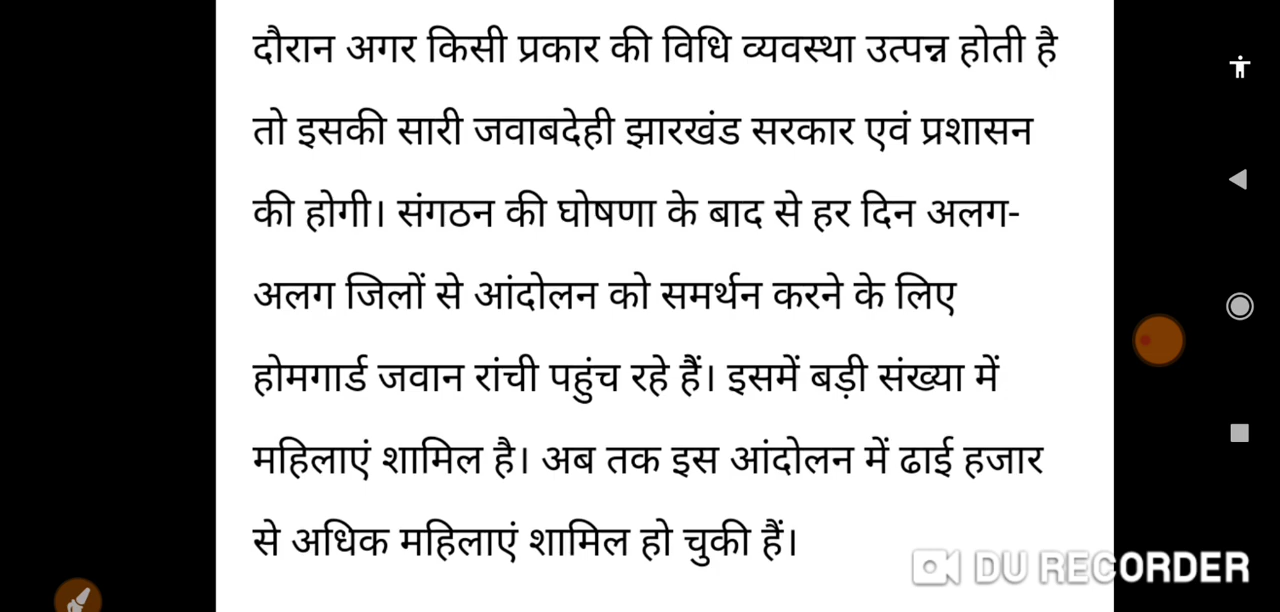 दौरान अगर किसी प्रकार की विधि व्यवस्था उत्पन्न होती है
तो इसकी सारी जवाबदेही झारखंड सरकार एवं प्रशासन
की होगी। संगठन की घोषणा के बाद से हर दिन अलग-
अलग जिलों से आंदोलन को समर्थन करने के लिए
होमगार्ड जवान रांची पहुंच रहे हैं। इसमें बड़ी संख्या में
महिलाएं शामिल है। अब तक इस आंदोलन में ढाई हजार
से अधिक महिलाएं शामिल हो चुकी हैं।
DU RECORDER